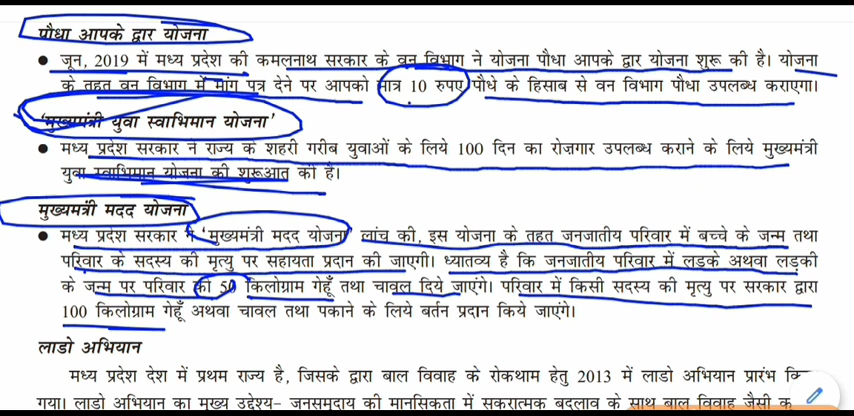 पौधा आपके द्वार योजना
● जून, 2019 में मध्य प्रदेश की कमलनाथ सरकार के वन विभाग ने योजना पौधा आपके द्वार योजना शुरू की है। योजना
के तहत वन विभाग में मांग पत्र देने पर आपको मात्र 10 रुपए पौधे के हिसाब से वन विभाग पौधा उपलब्ध कराएगा।
'मुख्यमंत्री युवा स्वाभिमान योजना'
● मध्य प्रदेश सरकार ने राज्य के शहरी गरीब युवाओं के लिये 100 दिन का रोज़गार उपलब्ध कराने के लिये मुख्यमंत्री
युवा स्वाभिमान योजना की शुरूआत की है।
मुख्यमंत्री मदद योजना
● मध्य प्रदेश सरकार ने 'मुख्यमंत्री मदद योजना' लांच की, इस योजना के तहत जनजातीय परिवार में बच्चे के जन्म तथा
परिवार के सदस्य की मृत्यु पर सहायता प्रदान की जाएगी। ध्यातव्य है कि जनजातीय परिवार में लड़के अथवा लड़की
के जन्म पर परिवार को 50 किलोग्राम गेहूँ तथा चावल दिये जाएंगे। परिवार में किसी सदस्य की मृत्यु पर सरकार द्वारा
100 किलोग्राम गेहूँ अथवा चावल तथा पकाने के लिये बर्तन प्रदान किये जाएंगे।
लाडो अभियान
मध्य प्रदेश देश में प्रथम राज्य है, जिसके द्वारा बाल विवाह के रोकथाम हेतु 2013 में लाडो अभियान प्रारंभ
गया। लाडो अभियान का मुख्य उद्देश्य- जनसमुदाय की मानसिकता में सकारात्मक बदलाव के साथ बाल विवाह जैसी